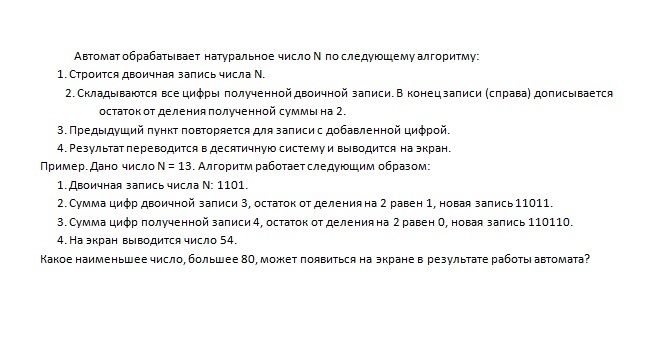 Автомат обрабатывает натуральное число N по следующему алгоритму:
1. Строится двоичная запись числа N.
2. Складываются все цифры полученной двоичной записи. В конец записи (справа) дописывается
остаток от деления полученной суммы на 2.
3. Предыдущий пункт повторяется для записи с добавленной цифрой.
4. Результат переводится в десятичную систему и выводится на экран.
Пример. Дано число N = 13. Алгоритм работает следующим образом:
1. Двоичная запись числа N: 1101.
2. Сумма цифр двоичной записи 3, остаток от деления на 2 равен 1, новая запись 11011.
3. Сумма цифр полученной записи 4, остаток от деления на 2 равен 0, новая запись 110110.
4. На экран выводится число 54.
Какое наименьшее число, большее 80, может появиться на экране в результате работы автомата?